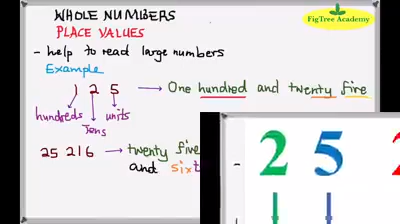 WHOLE NUMBERS
FigTree Academy
PLACE VALUES
- help to read large numbers
Example
1 2 5 → One hundred and twenty five
hundreds units
Tens
25 216 → twenty five
and six
- 2 5